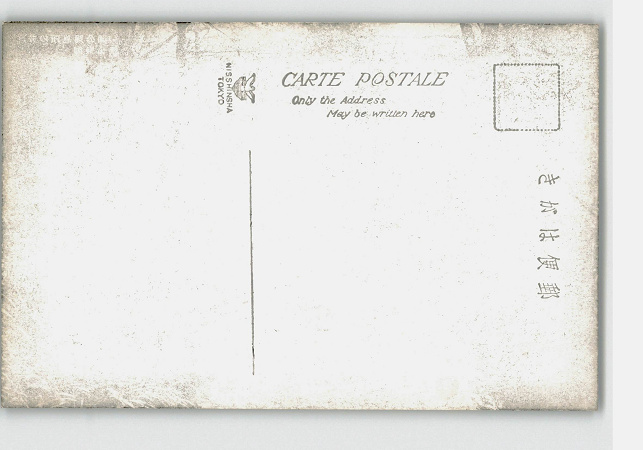 CARTE POSTALE
Only the Address
May be written here
NISSHINSHA
TOKYO
郵便はがき